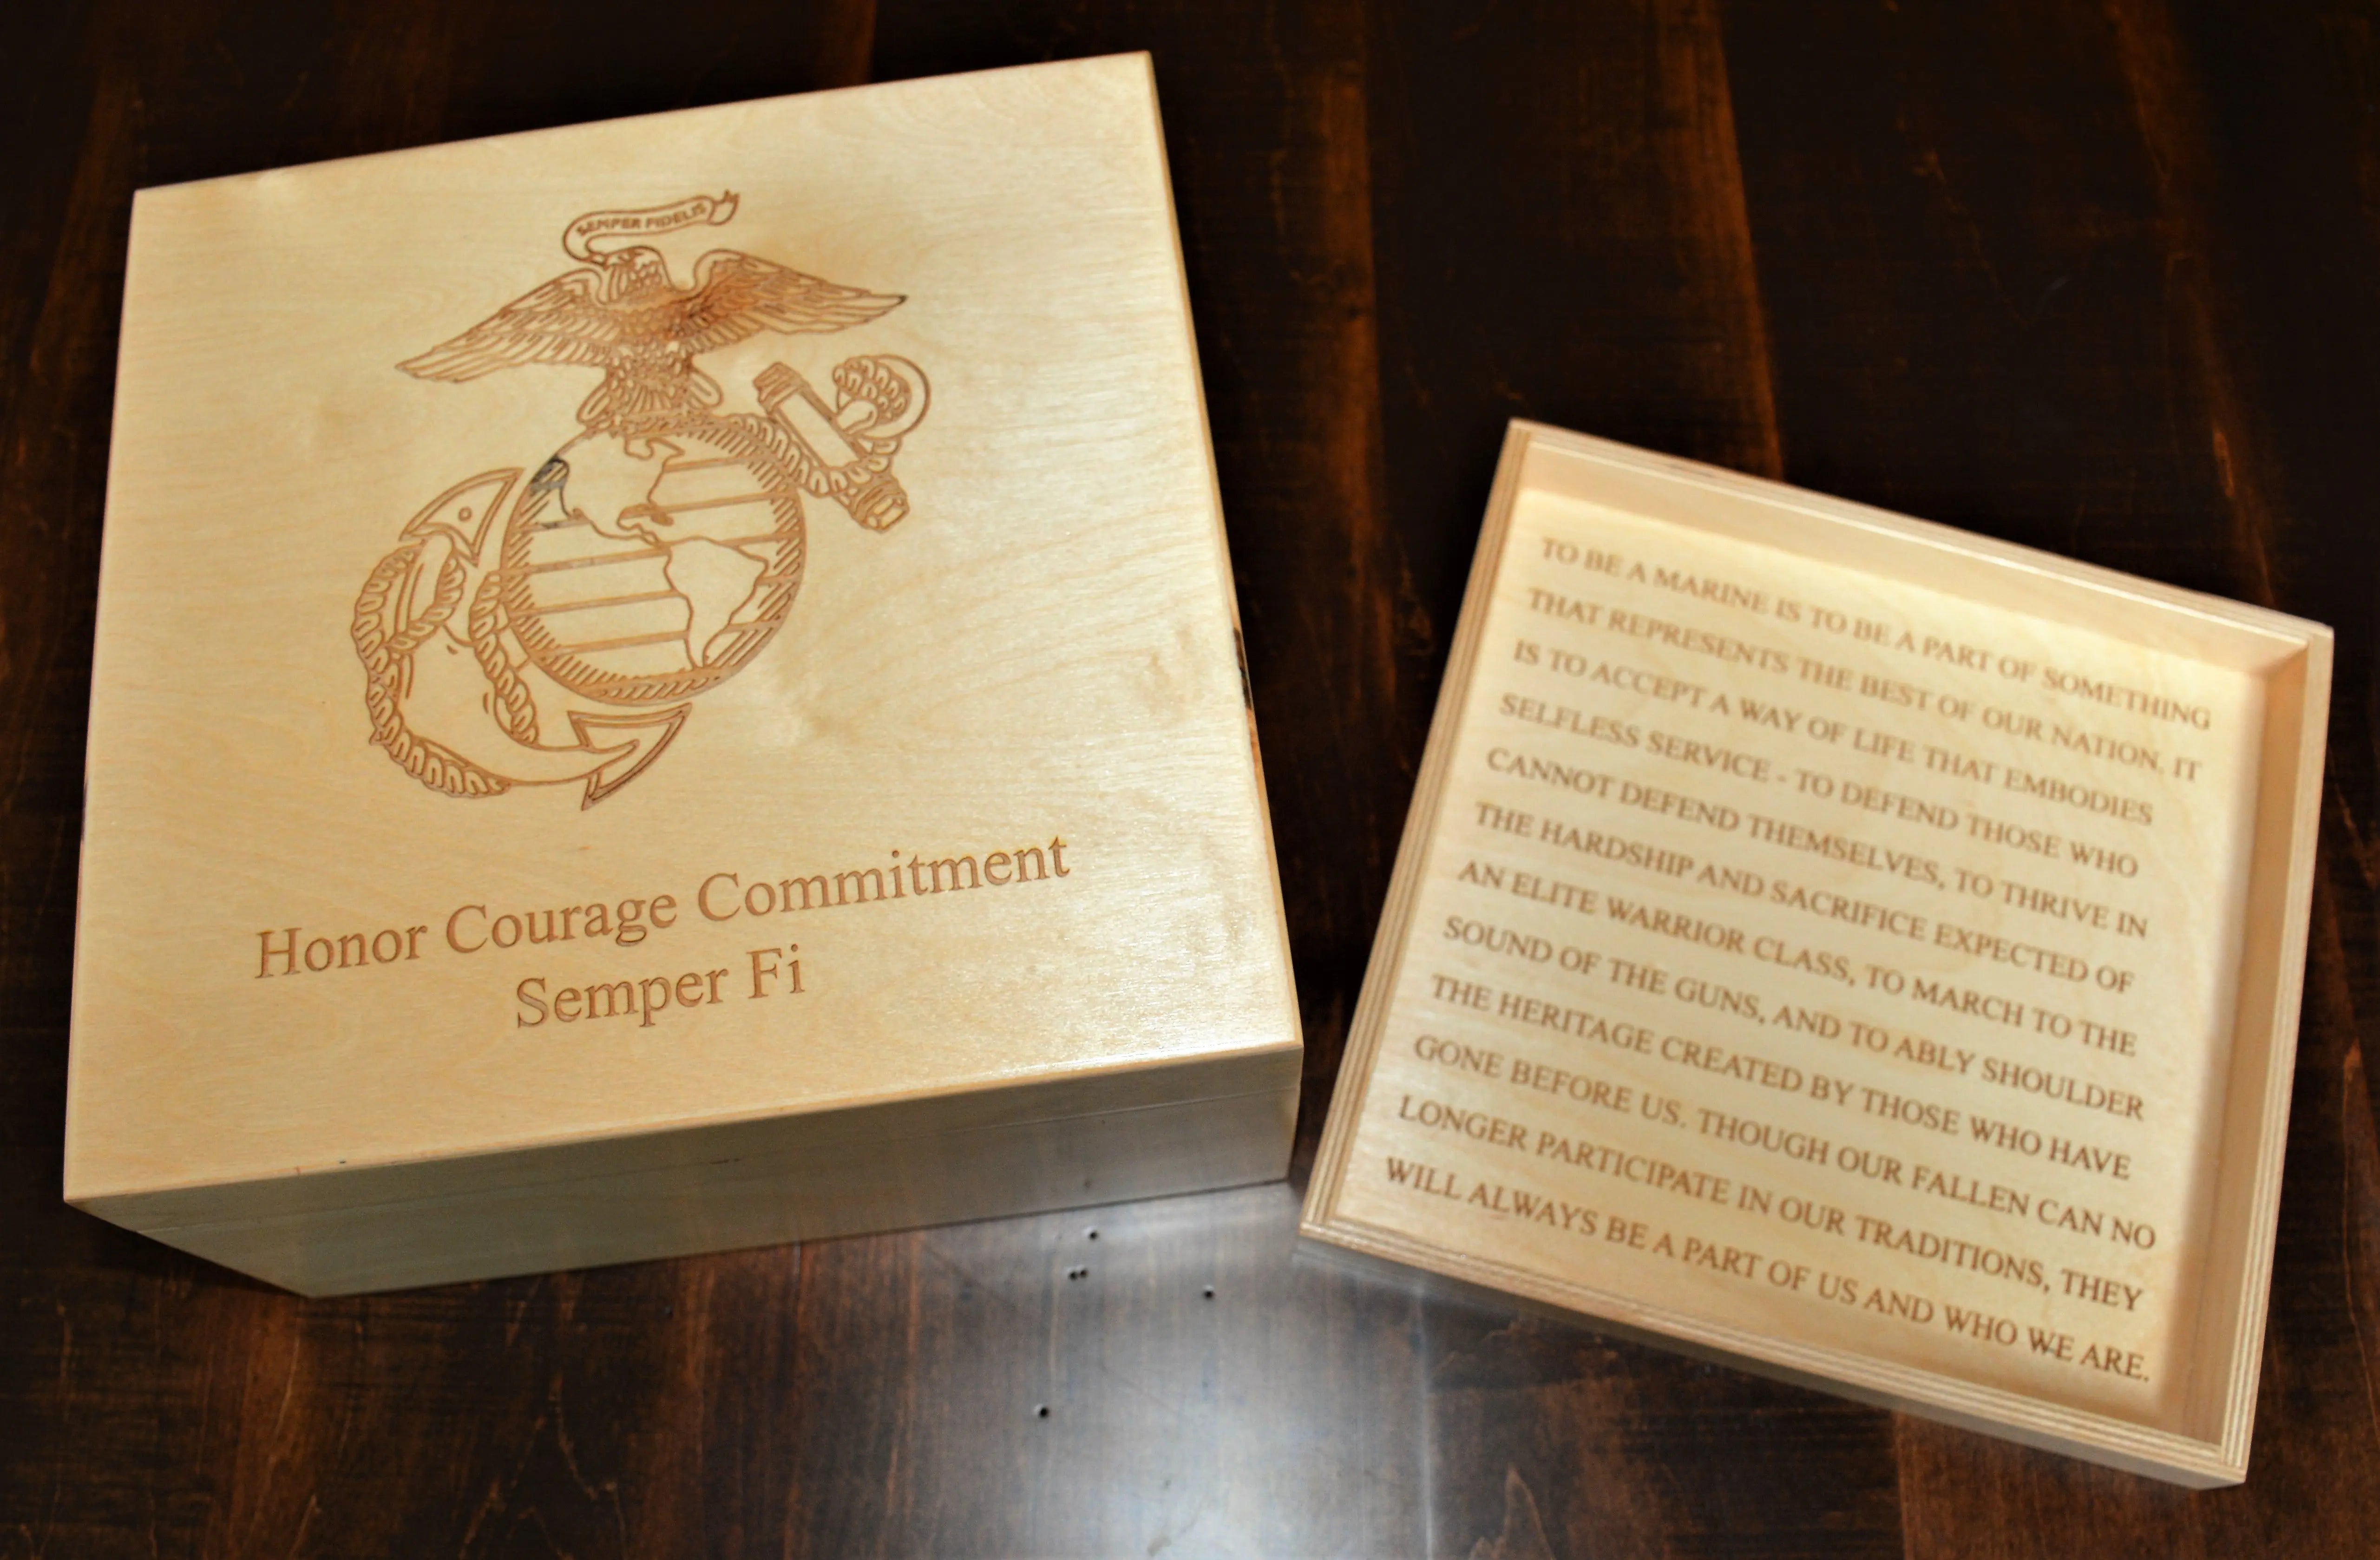 SEMPER FIDELIS
Honor Courage Commitment
Semper Fi
TO BE A MARINE IS TO BE A PART OF SOMETHING
THAT REPRESENTS THE BEST OF OUR NATION. IT
IS TO ACCEPT A WAY OF LIFE THAT EMBODIES
SELFLESS SERVICE - TO DEFEND THOSE WHO
CANNOT DEFEND THEMSELVES, TO THRIVE IN
THE HARDSHIP AND SACRIFICE EXPECTED OF
AN ELITE WARRIOR CLASS, TO MARCH TO THE
SOUND OF THE GUNS, AND TO ABLY SHOULDER
THE HERITAGE CREATED BY THOSE WHO HAVE
GONE BEFORE US. THOUGH OUR FALLEN CAN NO
LONGER PARTICIPATE IN OUR TRADITIONS, THEY
WILL ALWAYS BE A PART OF US AND WHO WE ARE.